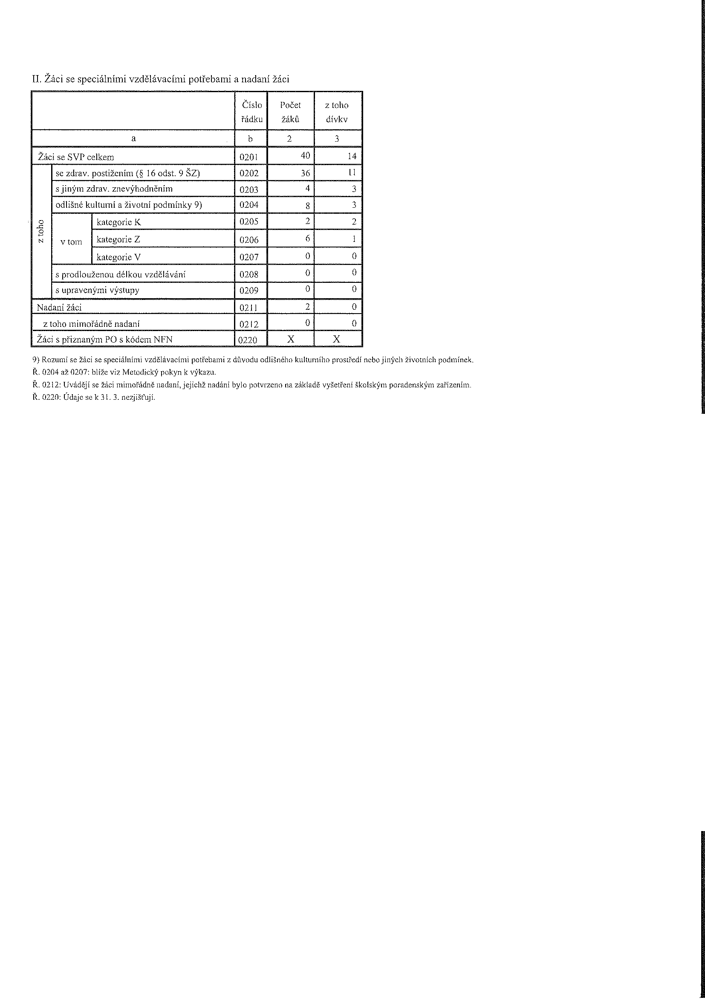 II. Žáci se speciálními vzdělávacími potřebami a nadaní žáci
Číslo řádku Počet žáků z toho dívky
a b 2 3
Žáci se SVP celkem 0201 40 14
z toho
se zdrav. postižením (§ 16 odst. 9 ŠZ) 0202 36 11
s jiným zdrav. znevýhodněním 0203 4 3
odlišné kulturní a životní podmínky 9) 0204 8 3
v tom
kategorie K 0205 2 2
kategorie Z 0206 6 1
kategorie V 0207 0 0
s prodlouženou délkou vzdělávání 0208 0 0
s upravenými výstupy 0209 0 0
Nadaní žáci 0211 2 0
z toho mimořádně nadaní 0212 0 0
Žáci s přiznaným PO s kódem NFN 0220 X X
9) Rozumí se žáci se speciálními vzdělávacími potřebami z důvodu odlišného kulturního prostředí nebo jiných životních podmínek.
Ř. 0204 až 0207: blíže viz Metodický pokyn k výkazu.
Ř. 0212: Uvádějí se žáci mimořádně nadaní, jejichž nadání bylo potvrzeno na základě vyšetření školským poradenským zařízením.
Ř. 0220: Údaje se k 31. 3. nezjišťují.